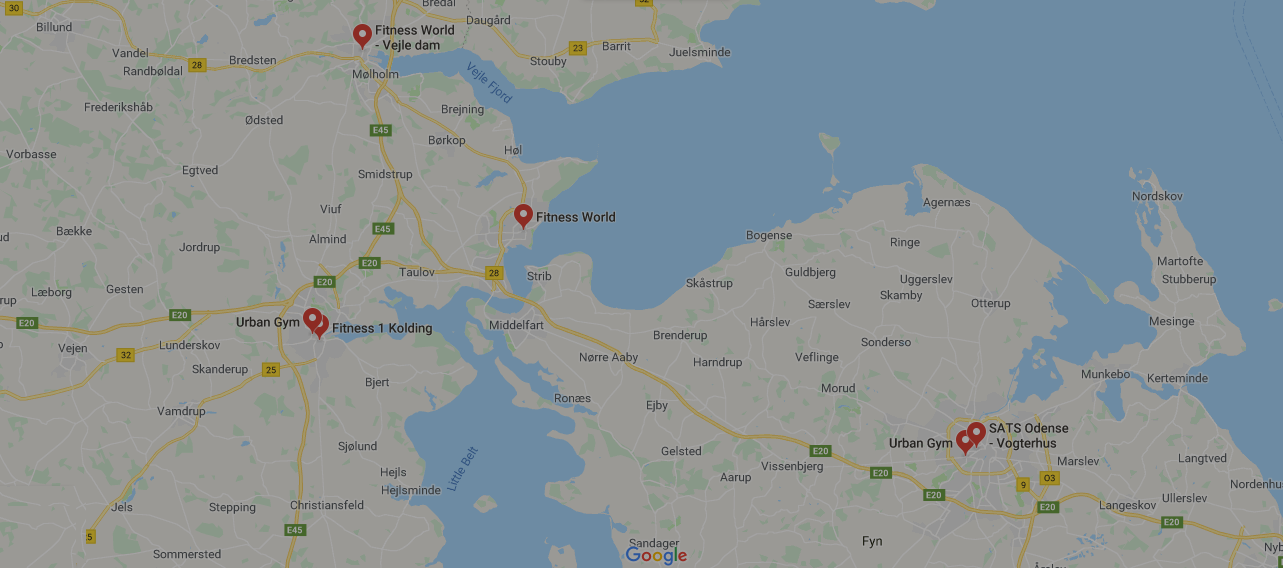 30
Billund
Bredal
Daugård
32
Fitness World
- Vejle dam
Vandel
Randbøldal
28
Bredsten
Mølholm
Stouby
23
Barrit
Juelsminde
Vejle Fjord
Frederikshåb
Ødsted
Brejning
E45
Børkop
Høl
Vorbasse
Egtved
Smidstrup
Nordskov
Agernæs
Viuf
Fitness World
Bække
Jordrup
Almind
E45
Bogense
Ringe
E20
Taulov
28
Strib
Skåstrup
Guldbjerg
Uggerslev
Skamby
Martofte
Stubberup
Læborg
Gesten
E20
Særslev
Otterup
E20
E20
Urban Gym
Fitness 1 Kolding
Middelfart
Brenderup
Hårslev
Mesinge
Vejen
32
Lunderskov
Skanderup
25
Nørre Aaby
Harndrup
Veflinge
Sonderso
Bjert
Morud
Munkebo
Kerteminde
Ronæs
Ejby
Vamdrup
Urban Gym
SATS Odense
- Vogterhus
Sjølund
Little Belt
Gelsted
E20
Vissenbjerg
E20
Marslev
Langtved
Hejls
Hejlsminde
Aarup
E20
9
O3
Nordenhu
Jels
Stepping
Christiansfeld
E20
Langeskov
Ullerslev
E20
5
E45
Sommersted
Sandager
Google
Fyn
Nyb